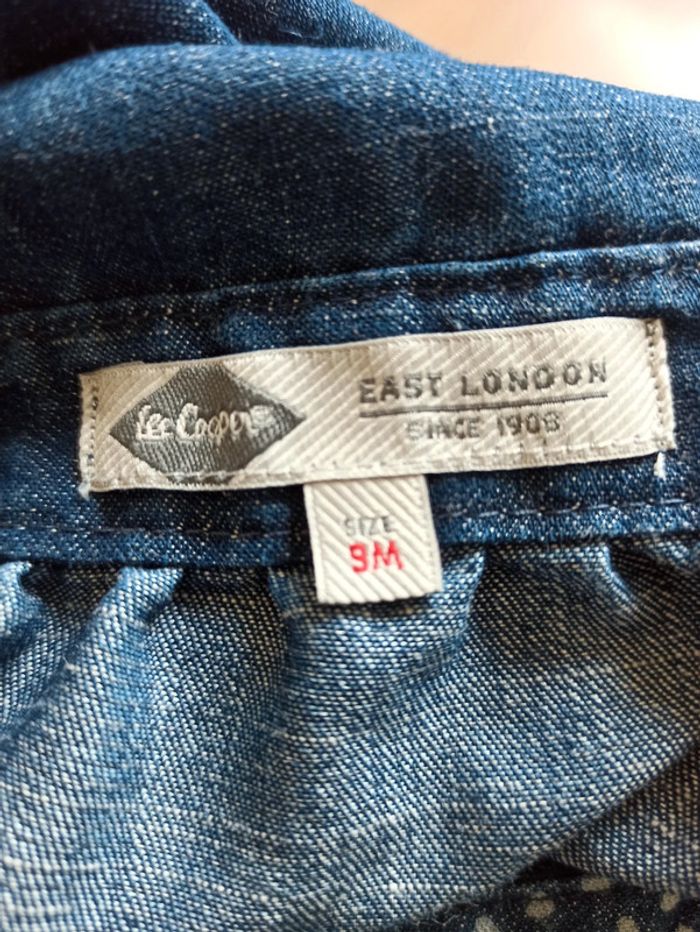 Lee Cooper
EAST LONDON
SINCE 1908
SIZE
9M